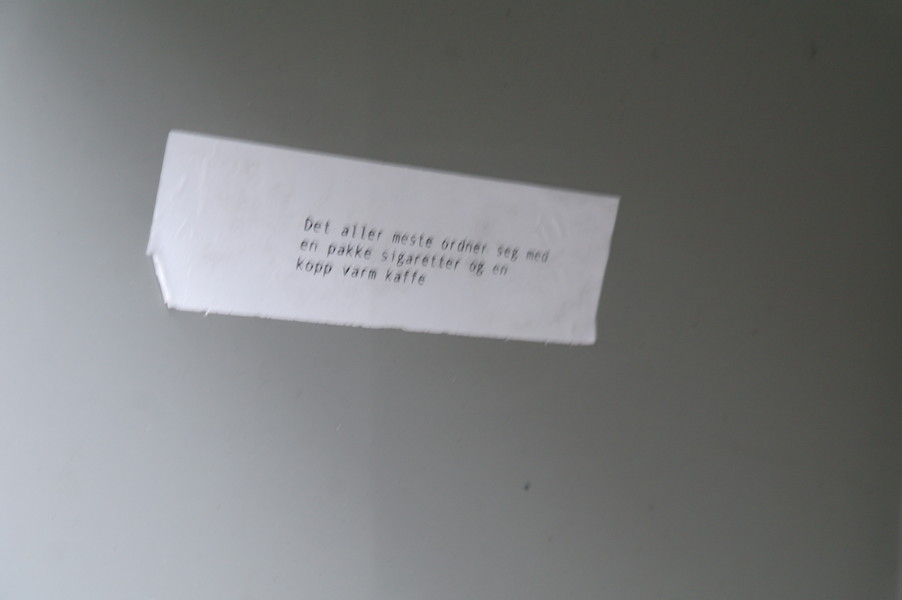 Det aller meste ordner seg med
en pakke sigaretter og en
kopp varm kaffe